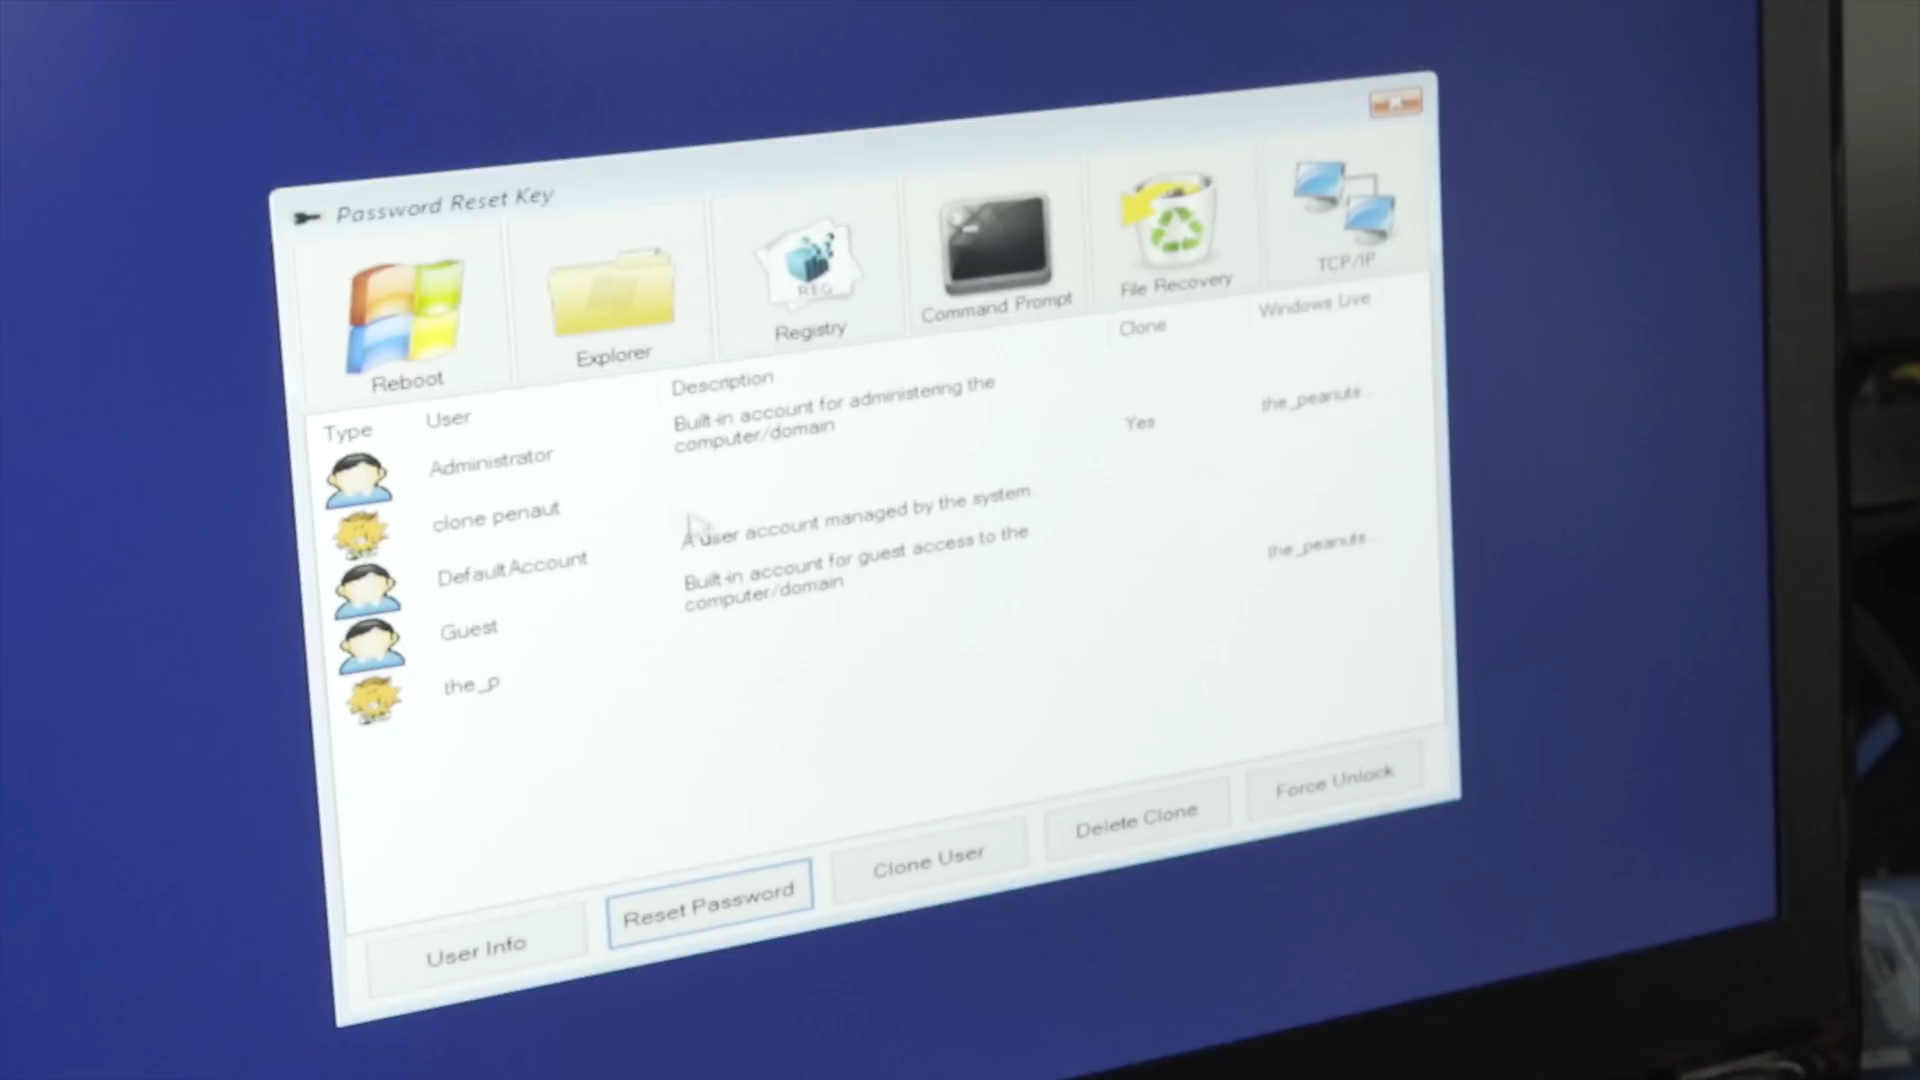 Password Reset Key
Reboot
Explorer
REG
Registry
Command Prompt
File Recovery
TCP/IP
Type
User
Description
Clone
Windows Live
Administrator
Built-in account for administering the
computer/domain
clone penaut
Yes
the_peanuts...
DefaultAccount
A user account managed by the system.
Guest
Built-in account for guest access to the
computer/domain
the_p
the_peanuts...
User Info
Reset Password
Clone User
Delete Clone
Force Unlock